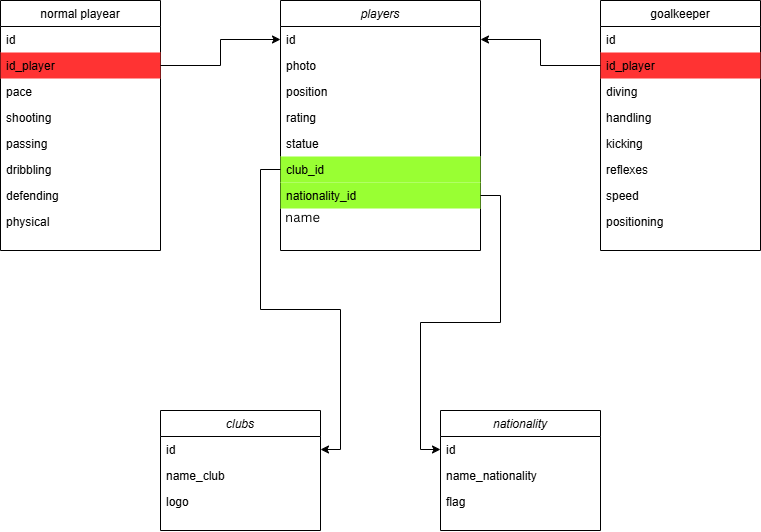 normal playear
id
id_player
pace
shooting
passing
dribbling
defending
physical
players
id
photo
position
rating
statue
club_id
nationality_id
name
goalkeeper
id
id_player
diving
handling
kicking
reflexes
speed
positioning
clubs
id
name_club
logo
nationality
id
name_nationality
flag